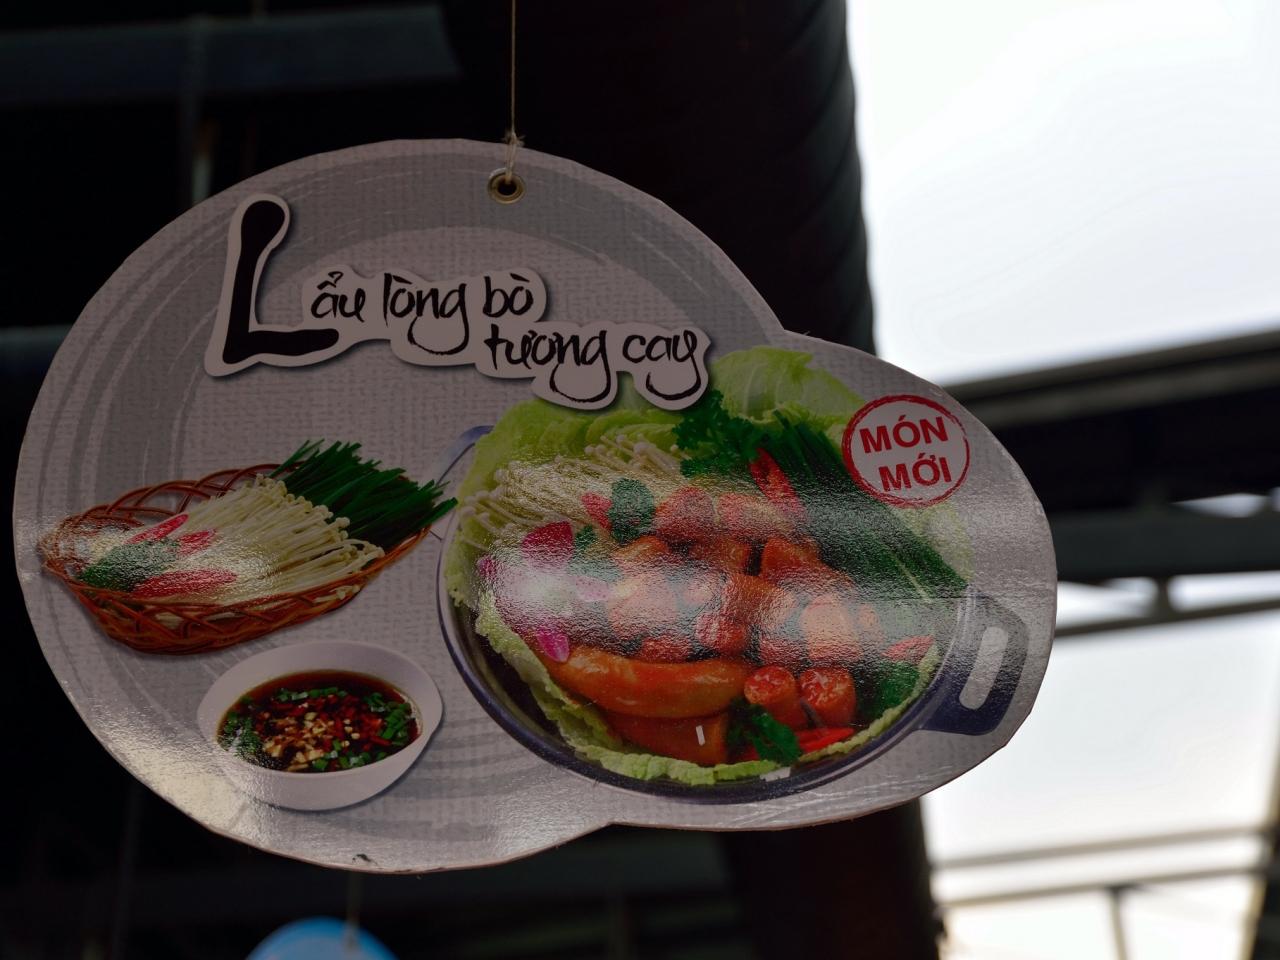 Lẩu lòng bò
tương cay
MÓN
MỚI